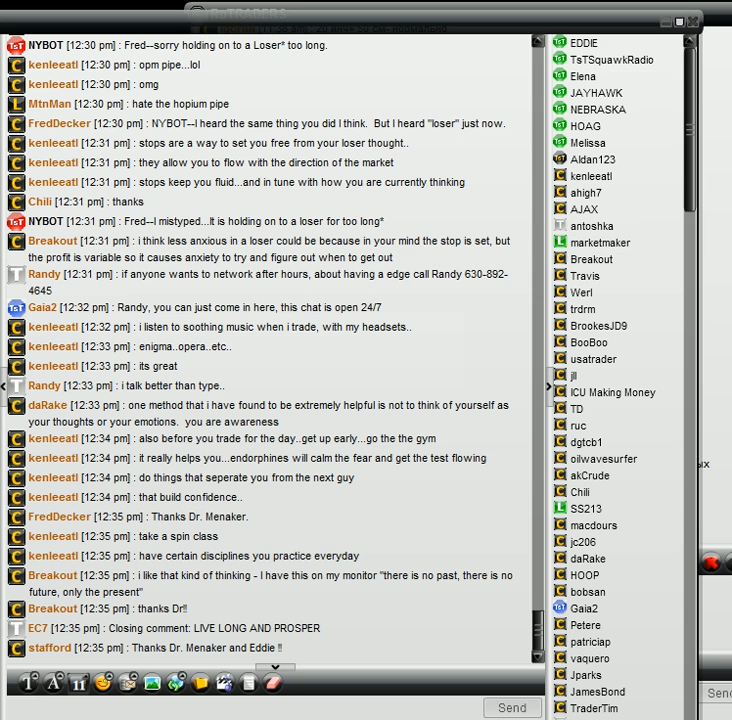 NYBOT [12:30 pm] : Fred--sorry holding on to a Loser* too long.
kenleeatl [12:30 pm] : opm pipe...lol
kenleeatl [12:30 pm] : omg
MtnMan [12:30 pm] : hate the hopium pipe
FredDecker [12:30 pm] : NYBOT--I heard the same thing you did I think.  But I heard "loser" just now.
kenleeatl [12:31 pm] : stops are a way to set you free from your loser thought..
kenleeatl [12:31 pm] : they allow you to flow with the direction of the market
kenleeatl [12:31 pm] : stops keep you fluid...and in tune with how you are currently thinking
Chili [12:31 pm] : thanks
NYBOT [12:31 pm] : Fred--I mistyped...It is holding on to a loser for too long*
Breakout [12:31 pm] : i think less anxious in a loser could be because in your mind the stop is set, but
the profit is variable so it causes anxiety to try and figure out when to get out
Randy [12:31 pm] : if anyone wants to network after hours, about having a edge call Randy 630-892-
4645
Gaia2 [12:32 pm] : Randy, you can just come in here, this chat is open 24/7
kenleeatl [12:32 pm] : i listen to soothing music when i trade, with my headsets..
kenleeatl [12:33 pm] : enigma..opera..etc..
kenleeatl [12:33 pm] : its great
Randy [12:33 pm] : i talk better than type..
daRake [12:33 pm] : one method that i have found to be extremely helpful is not to think of yourself as
your thoughts or your emotions.  you are awareness
kenleeatl [12:34 pm] : also before you trade for the day..get up early...go the the gym
kenleeatl [12:34 pm] : it really helps you...endorphines will calm the fear and get the test flowing
kenleeatl [12:34 pm] : do things that seperate you from the next guy
kenleeatl [12:34 pm] : that build confidence..
FredDecker [12:35 pm] : Thanks Dr. Menaker.
kenleeatl [12:35 pm] : take a spin class
kenleeatl [12:35 pm] : have certain disciplines you practice everyday
Breakout [12:35 pm] : i like that kind of thinking - I have this on my monitor "there is no past, there is no
future, only the present"
Breakout [12:35 pm] : thanks Dr!!
EC7 [12:35 pm] : Closing comment: LIVE LONG AND PROSPER
stafford [12:35 pm] : Thanks Dr. Menaker and Eddie !!
Send
EDDIE
TsTSquawkRadio
Elena
JAYHAWK
NEBRASKA
HOAG
Melissa
Aldan123
kenleeatl
ahigh7
AJAX
antoshka
marketmaker
Breakout
Travis
Werl
trdrm
BrookesJD9
BooBoo
usatrader
jll
ICU Making Money
TD
ruc
dgtcb1
oilwavesurfer
akCrude
Chili
SS213
macdours
jc206
daRake
HOOP
bobsan
Gaia2
Petere
patriciap
vaquero
Jparks
JamesBond
TraderTim
ых
Send